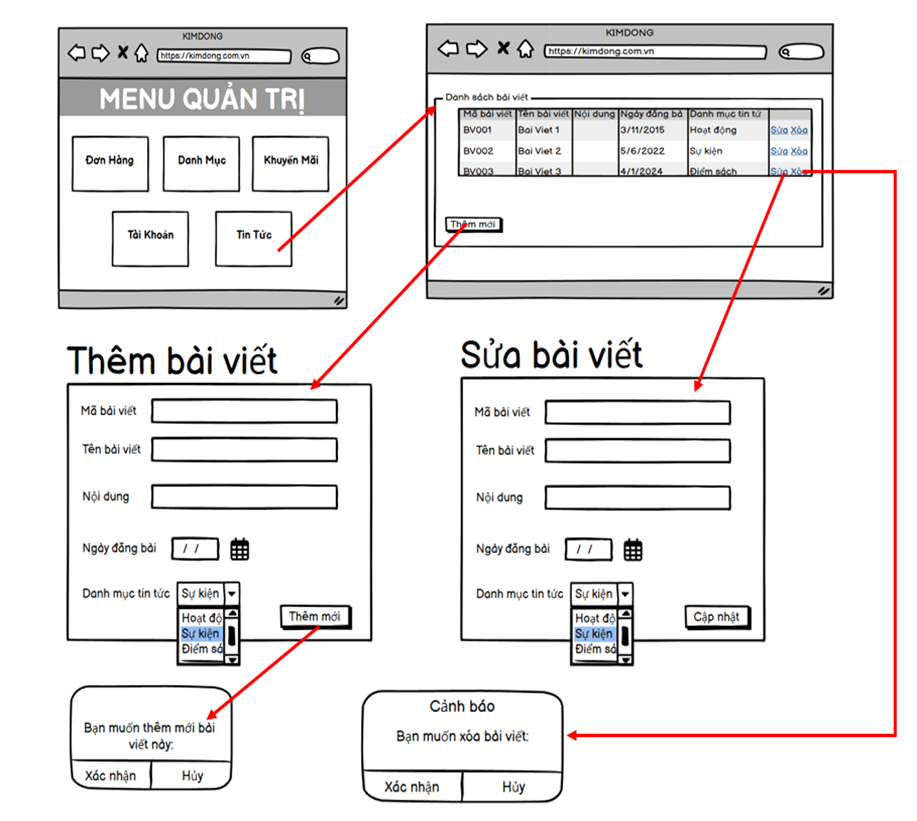 KIMDONG
https://kimdong.com.vn
MENU QUẢN TRỊ
Đơn Hàng
Danh Mục
Khuyến Mãi
Tài Khoản
Tin Tức
KIMDONG
https://kimdong.com.vn
Danh sách bài viết
Mã bài viết Tên bài viết Nội dung Ngày đăng bà Danh mục tin tứ
BV001 Bai Viet 1 3/11/2015 Hoạt động Sửa Xóa
BV002 Bai Viet 2 5/6/2022 Sự kiện Sửa Xóa
BV003 Bai Viet 3 4/1/2024 Điểm sách Sửa Xóa
Thêm mới
Thêm bài viết
Mã bài viết
Tên bài viết
Nội dung
Ngày đăng bài / /
Danh mục tin tức Sự kiện
Hoạt độ
Sự kiện
Điểm sá
Thêm mới
Sửa bài viết
Mã bài viết
Tên bài viết
Nội dung
Ngày đăng bài / /
Danh mục tin tức Sự kiện
Hoạt độ
Sự kiện
Điểm sá
Cập nhật
Bạn muốn thêm mới bài
viết này:
Xác nhận Hủy
Cảnh báo
Bạn muốn xóa bài viết:
Xác nhận Hủy